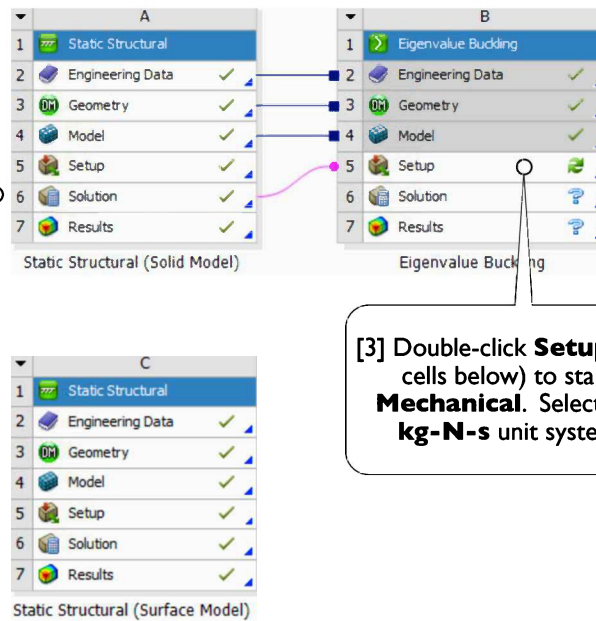 A
1 Static Structural
2 Engineering Data
3 Geometry
4 Model
5 Setup
6 Solution
7 Results
Static Structural (Solid Model)
B
1 Eigenvalue Buckling
2 Engineering Data
3 Geometry
4 Model
5 Setup
6 Solution
7 Results
Eigenvalue Buckling
[3] Double-click Setup
cells below) to sta
Mechanical. Select
kg-N-s unit syste
C
1 Static Structural
2 Engineering Data
3 Geometry
4 Model
5 Setup
6 Solution
7 Results
Static Structural (Surface Model)